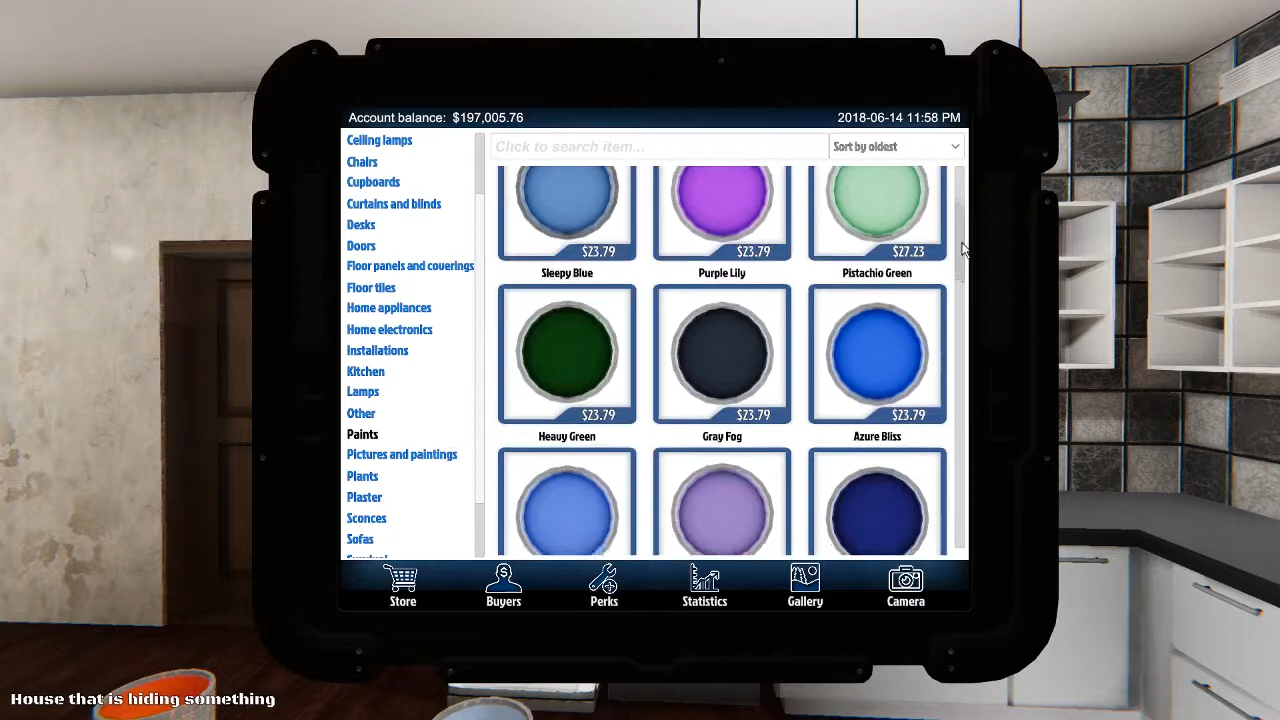 Account balance: $197,005.76
2018-06-14 11:58 PM
Ceiling lamps
Chairs
Cupboards
Curtains and blinds
Desks
Doors
Floor panels and coverings
Floor tiles
Home appliances
Home electronics
Installations
Kitchen
Lamps
Other
Paints
Pictures and paintings
Plants
Plaster
Sconces
Sofas
Click to search item...
Sort by oldest
$23.79
$23.79
$27.23
Sleepy Blue
Purple Lily
Pistachio Green
$23.79
$23.79
$23.79
Heavy Green
Gray Fog
Azure Bliss
Store
Buyers
Perks
Statistics
Gallery
Camera
House that is hiding something